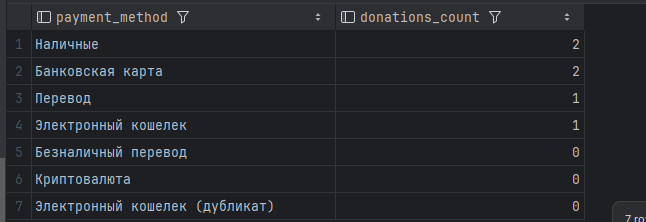 payment_method donations_count
1 Наличные 2
2 Банковская карта 2
3 Перевод 1
4 Электронный кошелек 1
5 Безналичный перевод 0
6 Криптовалюта 0
7 Электронный кошелек (дубликат) 0
7